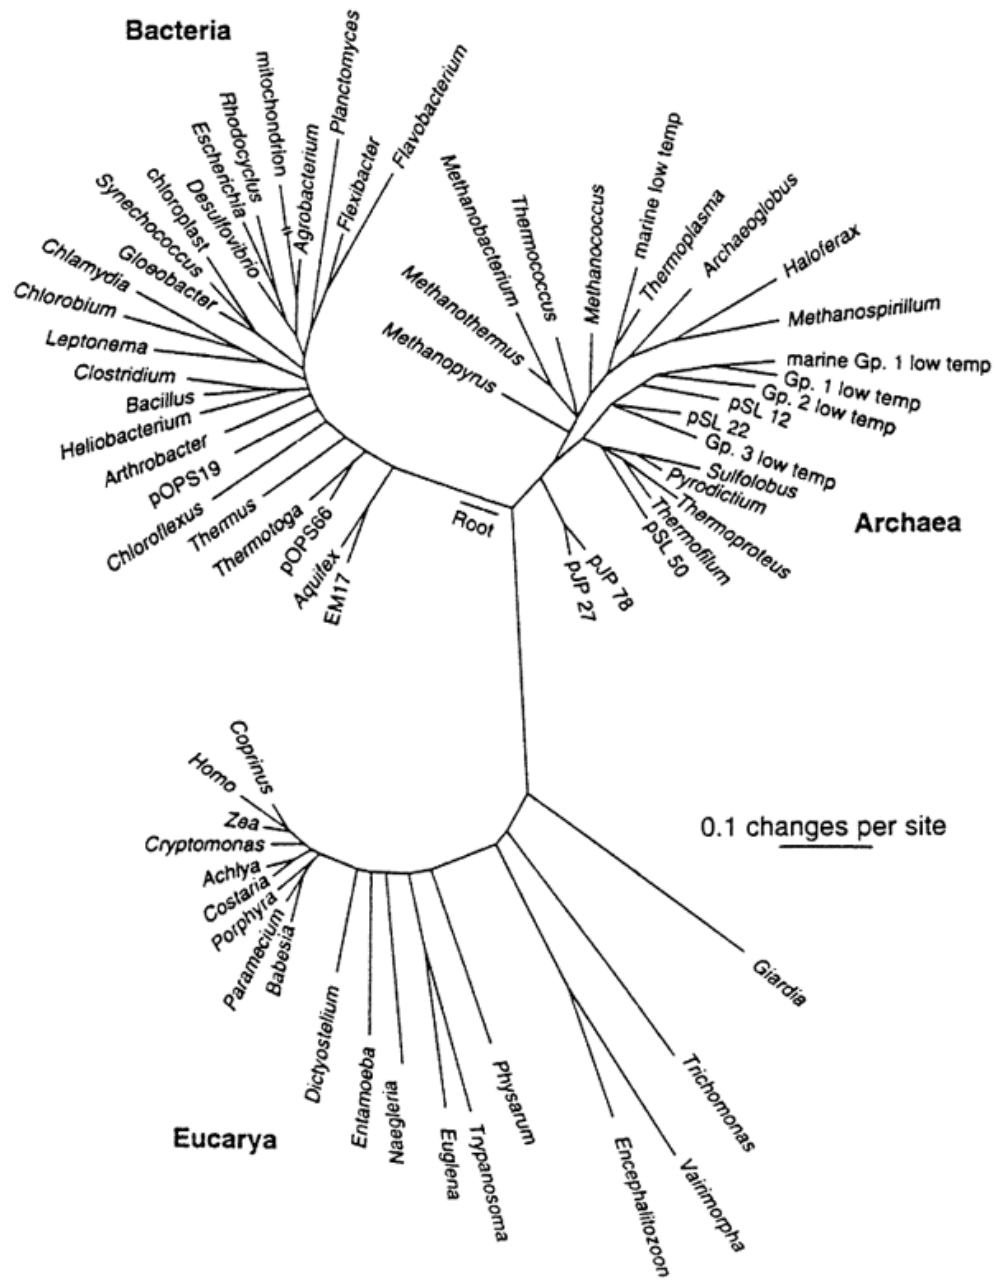 Bacteria
Planctomyces
mitochondrion
Flavobacterium
Rhodocyclus
Escherichia
Agrobacterium
Flexibacter
Desulfovibrio
chloroplast
Synechococcus
Gloeobacter
Chlamydia
Chlorobium
Leptonema
Clostridium
Bacillus
Heliobacterium
Arthrobacter
pOPS19
Chloroflexus
Thermus
Thermotoga
pOPS66
Aquifex
EM17
Root
Methanopyrus
Methanothermus
Methanobacterium
Thermococcus
Methanococcus
marine low temp
Thermoplasma
Archaeoglobus
Haloferax
Methanospirillum
marine Gp. 1 low temp
Gp. 1 low temp
Gp. 2 low temp
pSL 12
pSL 22
Gp. 3 low temp
Sulfolobus
Pyrodictium
Thermoproteus
Thermofilum
pSL 50
pJP 78
pJP 27
Archaea
Coprinus
Homo
Zea
Cryptomonas
Achlya
Costaria
Porphyra
Paramecium
Babesia
Dictyostelium
Entamoeba
Naegleria
Euglena
Trypanosoma
Physarum
Encephalitozoon
Vairimorpha
Trichomonas
Giardia
0.1 changes per site
Eucarya